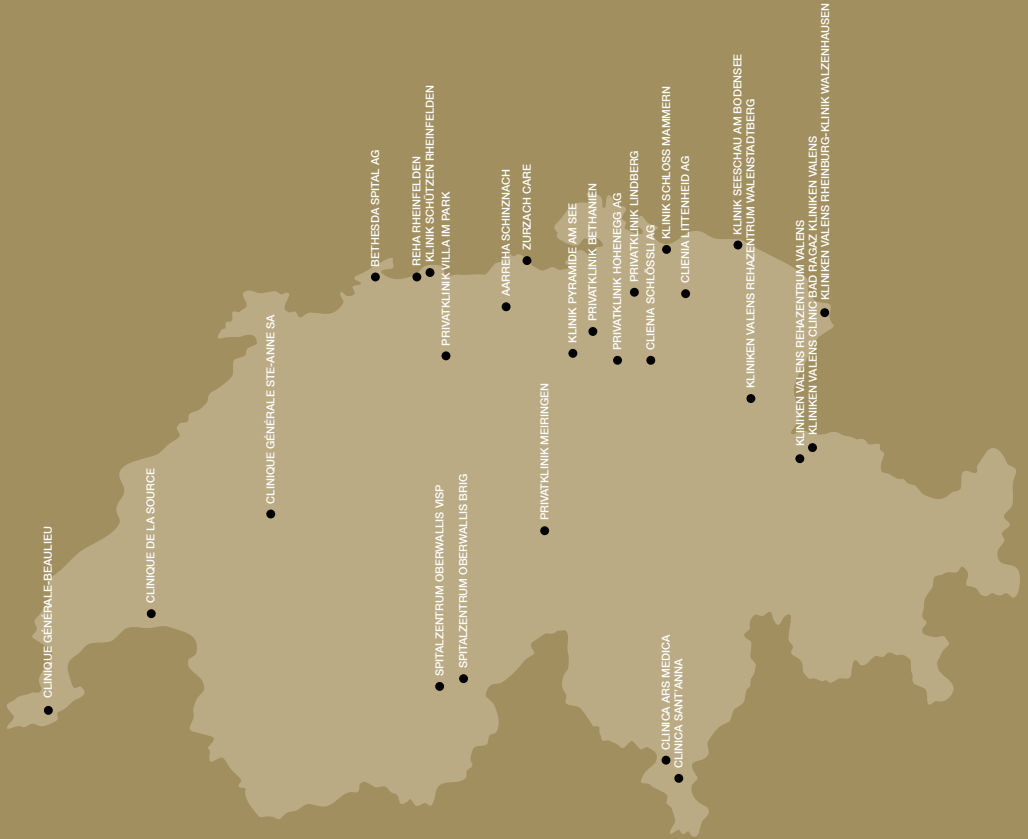 CLINIQUE GÉNÉRALE-BEAULIEU
CLINIQUE DE LA SOURCE
CLINIQUE GÉNÉRALE STE-ANNE SA
BETHESDA SPITAL AG
REHA RHEINFELDEN
KLINIK SCHÜTZEN RHEINFELDEN
PRIVATKLINIK VILLA IM PARK
SPITALZENTRUM OBERWALLIS VISP
SPITALZENTRUM OBERWALLIS BRIG
AARREHA SCHINZNACH
ZURZACH CARE
PRIVATKLINIK MEIRINGEN
KLINIK PYRAMIDE AM SEE
PRIVATKLINIK BETHANIEN
PRIVATKLINIK HOHENEGG AG
PRIVATKLINIK LINDBERG
CLIENIA SCHLÖSSLI AG
KLINIK SCHLOSS MAMMERN
CLIENIA LITTENHEID AG
CLINICA ARS MEDICA
CLINICA SANT'ANNA
KLINIK SEESCHAU AM BODENSEE
KLINIKEN VALENS REHAZENTRUM WALENSTADTBERG
KLINIKEN VALENS REHAZENTRUM VALENS
KLINIKEN VALENS CLINIC BAD RAGAZ KLINIKEN VALENS
KLINIKEN VALENS RHEINBURG-KLINIK WALZENHAUSEN